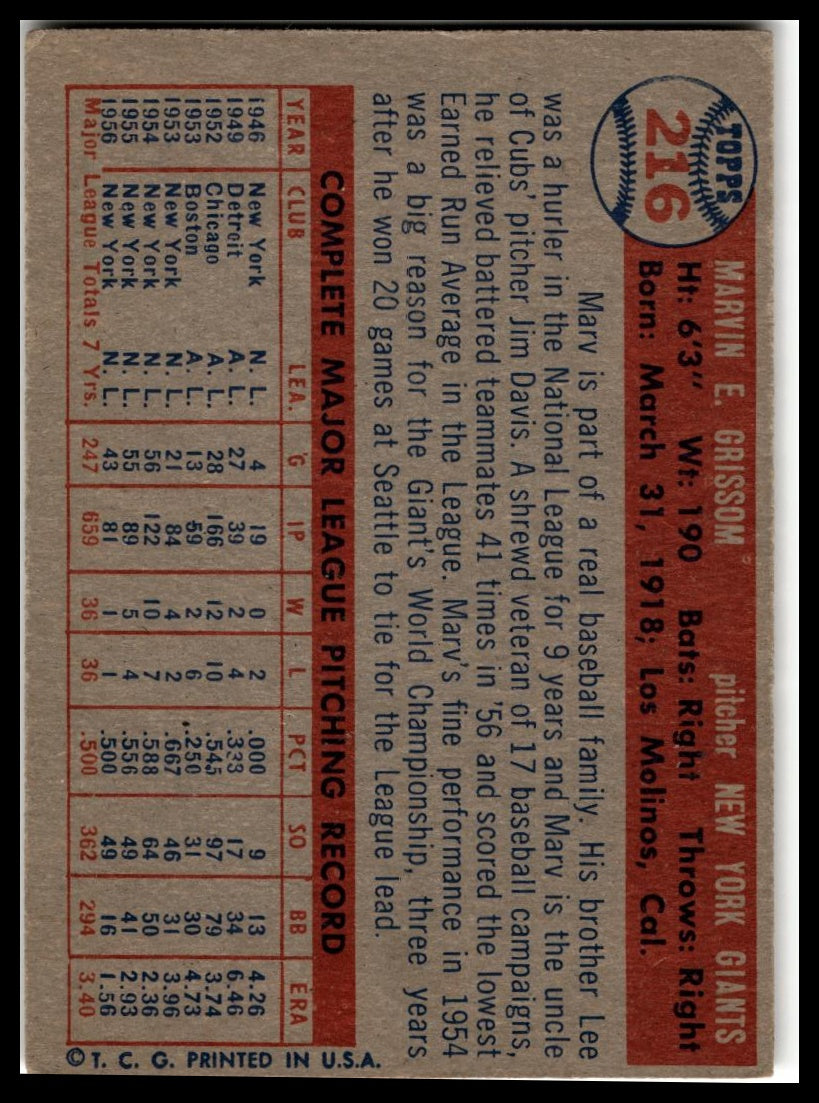 TOPPS
216
MARVIN E. GRISSOM pitcher NEW YORK GIANTS
Ht: 6'3" Wt: 190 Bats: Right Throws: Right
Born: March 31, 1918; Los Molinos, Cal.
Marv is part of a real baseball family. His brother Lee
was a hurler in the National League for 9 years and Marv is the uncle
of Cubs' pitcher Jim Davis. A shrewd veteran of 17 baseball campaigns,
he relieved battered teammates 41 times in '56 and scored the lowest
Earned Run Average in the League. Marv's fine performance in 1954
was a big reason for the Giant's World Championship, three years
after he won 20 games at Seattle to tie for the League lead.
COMPLETE MAJOR LEAGUE PITCHING RECORD
YEAR CLUB LEA. G IP W L PCT SO BB ERA
1946 New York N. L. 4 19 0 2 .000 9 13 4.26
1949 Detroit A. L. 27 39 2 4 .333 17 34 6.46
1952 Chicago A. L. 28 166 12 10 .545 97 79 3.74
1953 Boston A. L. 13 59 2 6 .250 31 30 4.73
1953 New York N. L. 21 84 4 2 .667 46 31 3.96
1954 New York N. L. 56 122 10 7 .588 64 50 2.36
1955 New York N. L. 55 89 5 4 .556 49 41 2.93
1956 New York N. L. 43 81 1 1 .500 49 16 1.56
Major League Totals 7 Yrs. 247 659 36 36 .500 362 294 3.40
© T. C. G. PRINTED IN U.S.A.